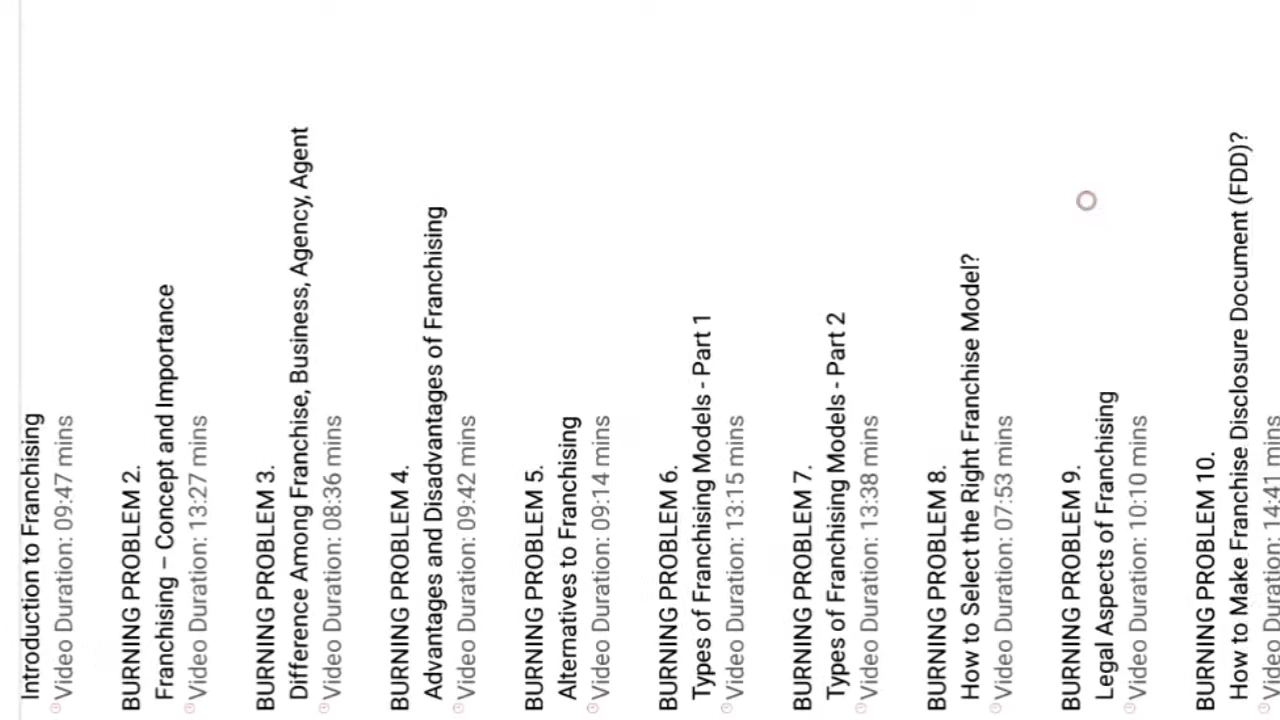 Introduction to Franchising
Video Duration: 09:47 mins
BURNING PROBLEM 2.
Franchising – Concept and Importance
Video Duration: 13:27 mins
BURNING PROBLEM 3.
Difference Among Franchise, Business, Agency, Agent
Video Duration: 08:36 mins
BURNING PROBLEM 4.
Advantages and Disadvantages of Franchising
Video Duration: 09:42 mins
BURNING PROBLEM 5.
Alternatives to Franchising
Video Duration: 09:14 mins
BURNING PROBLEM 6.
Types of Franchising Models - Part 1
Video Duration: 13:15 mins
BURNING PROBLEM 7.
Types of Franchising Models - Part 2
Video Duration: 13:38 mins
BURNING PROBLEM 8.
How to Select the Right Franchise Model?
Video Duration: 07:53 mins
BURNING PROBLEM 9.
Legal Aspects of Franchising
Video Duration: 10:10 mins
BURNING PROBLEM 10.
How to Make Franchise Disclosure Document (FDD)?
Video Duration: 14:41 mins